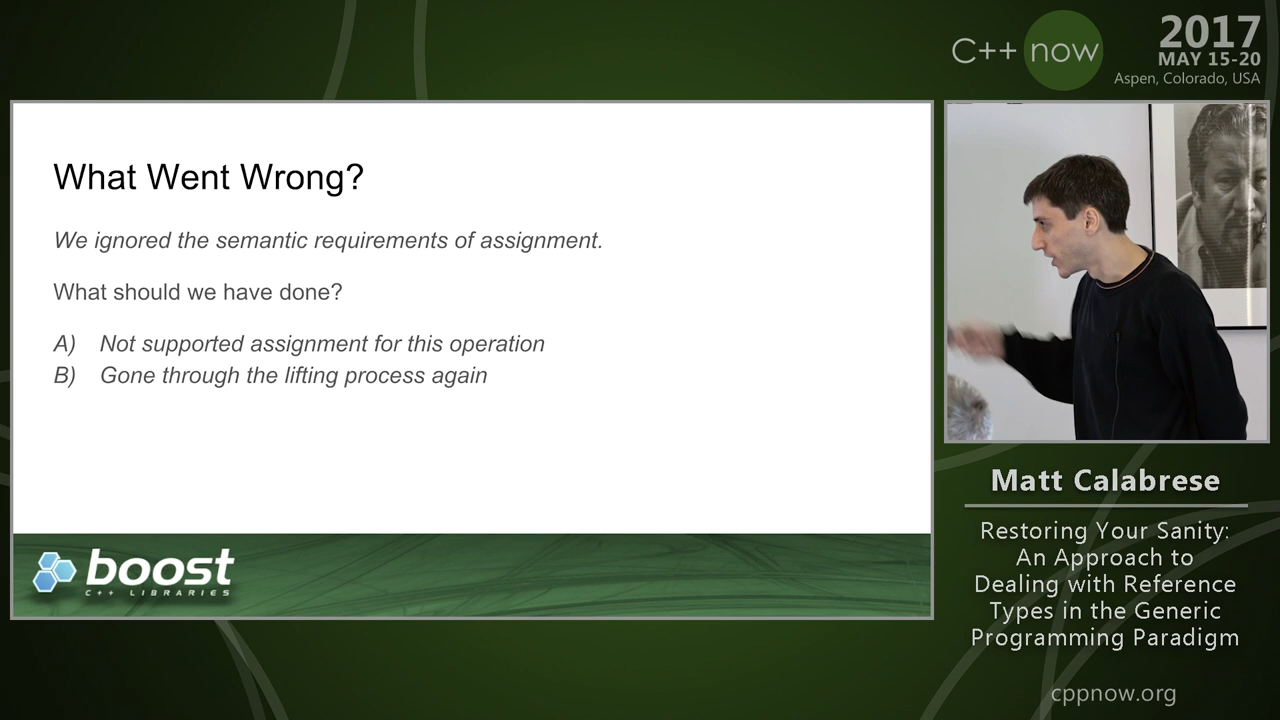 C++ now
2017
MAY 15-20
Aspen, Colorado, USA
What Went Wrong?
We ignored the semantic requirements of assignment.
What should we have done?
A) Not supported assignment for this operation
B) Gone through the lifting process again
boost
C++ LIBRARIES
Matt Calabrese
Restoring Your Sanity:
An Approach to
Dealing with Reference
Types in the Generic
Programming Paradigm
cppnow.org